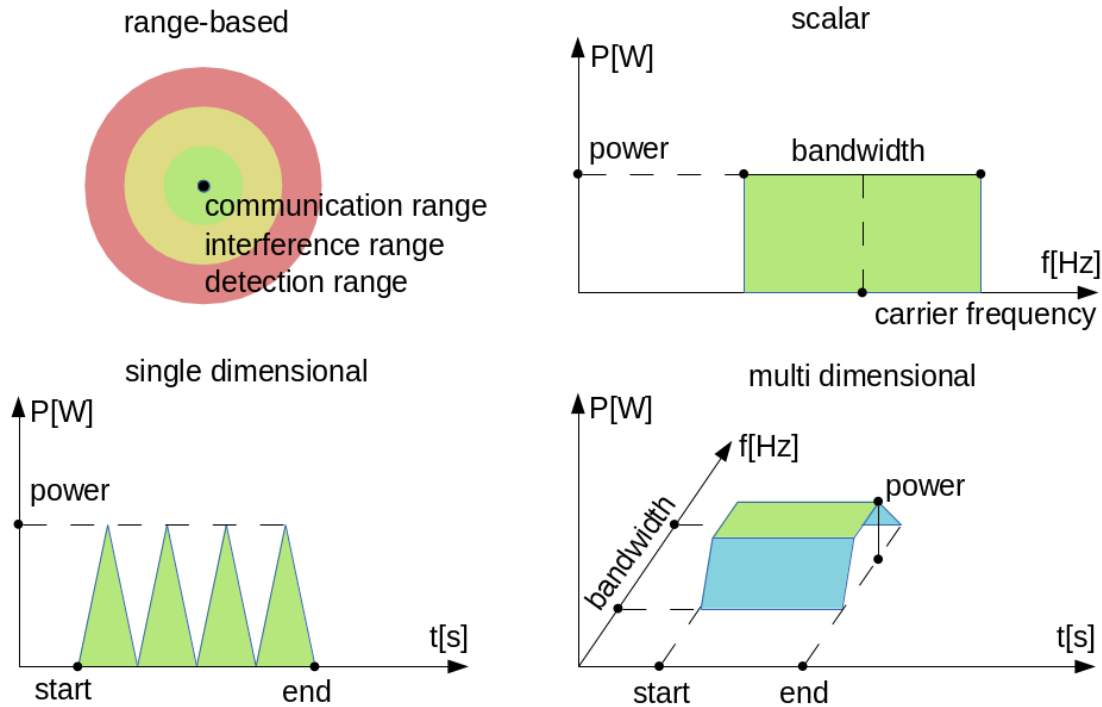 range-based
communication range
interference range
detection range
scalar
P[W]
power
bandwidth
f[Hz]
carrier frequency
single dimensional
P[W]
power
t[s]
start
end
multi dimensional
P[W]
f[Hz]
bandwidth
power
t[s]
start
end